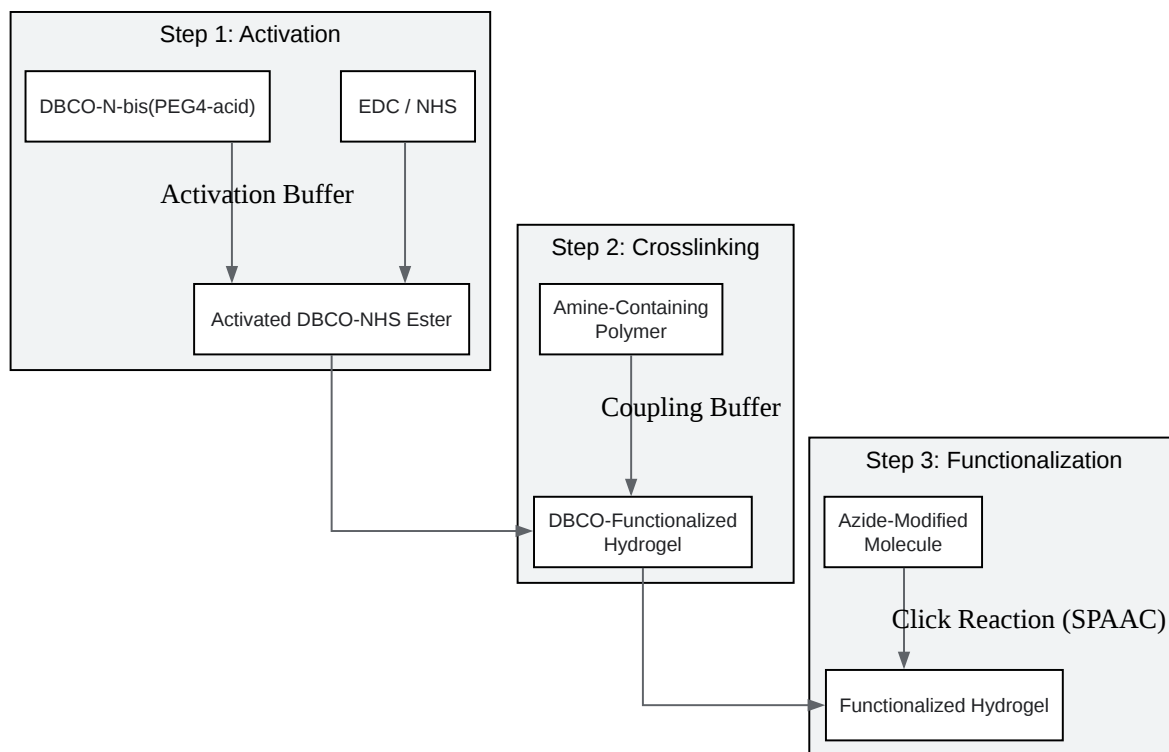 Step 1: Activation
DBCO-N-bis(PEG4-acid)
EDC / NHS
Activation Buffer
Activated DBCO-NHS Ester
Step 2: Crosslinking
Amine-Containing
Polymer
Coupling Buffer
DBCO-Functionalized
Hydrogel
Step 3: Functionalization
Azide-Modified
Molecule
Click Reaction (SPAAC)
Functionalized Hydrogel